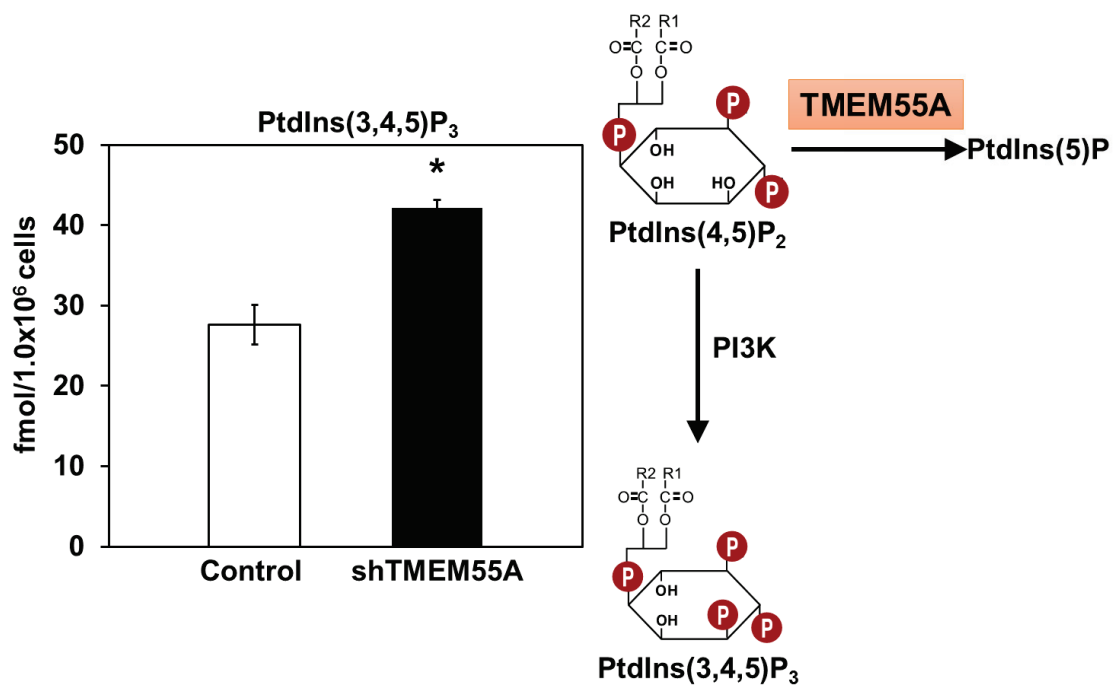 PtdIns(3,4,5)P3
fmol/1.0x10⁶ cells
50
40
30
20
10
0
*
Control
shTMEM55A
R2 R1
O=C C=O
O O
P
P
OH
OH HO
P
PtdIns(4,5)P2
TMEM55A
PtdIns(5)P
PI3K
R2 R1
O=C C=O
O O
P
P
OH
OH P
P
PtdIns(3,4,5)P3